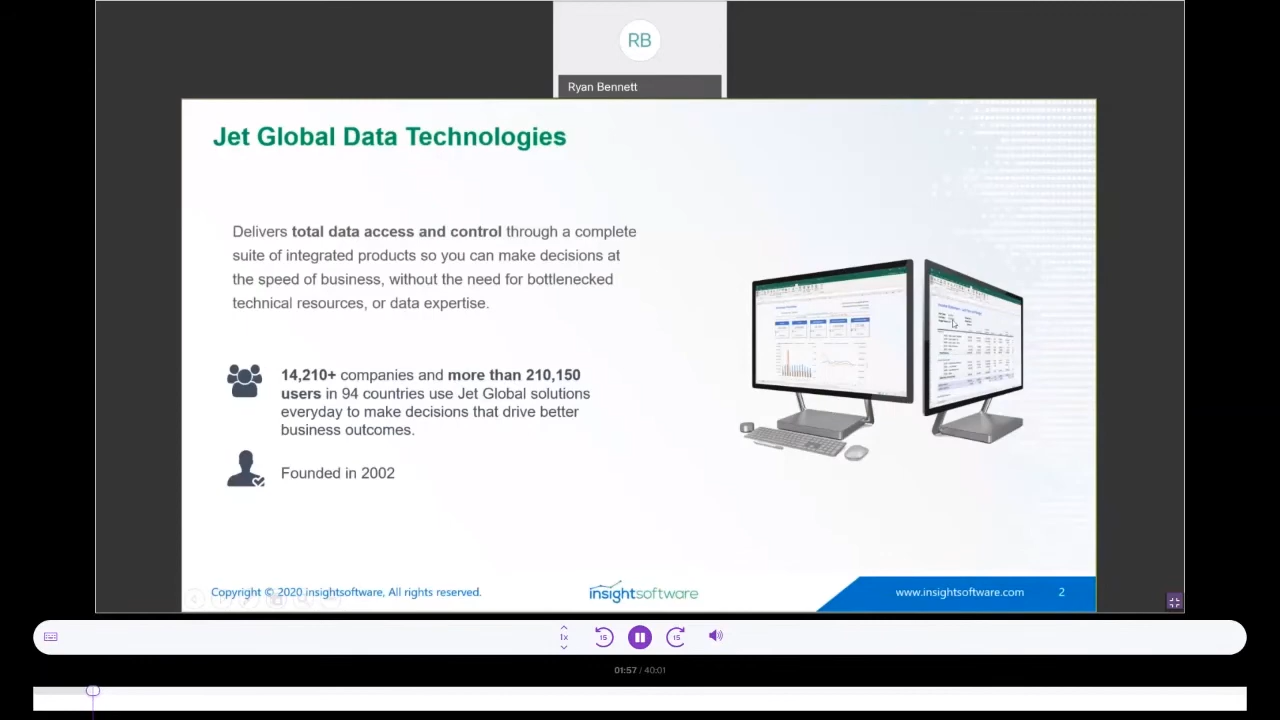 RB
Ryan Bennett
Jet Global Data Technologies
Delivers total data access and control through a complete
suite of integrated products so you can make decisions at
the speed of business, without the need for bottlenecked
technical resources, or data expertise.
14,210+ companies and more than 210,150
users in 94 countries use Jet Global solutions
everyday to make decisions that drive better
business outcomes.
Founded in 2002
Copyright © 2020 insightsoftware, All rights reserved.
insightsoftware
www.insightsoftware.com
2
1x
15
15
01:57 / 40:01